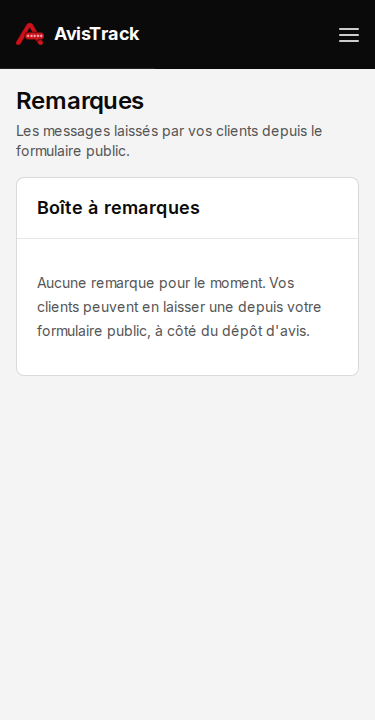 AvisTrack
Remarques
Les messages laissés par vos clients depuis le
formulaire public.
Boîte à remarques
Aucune remarque pour le moment. Vos
clients peuvent en laisser une depuis votre
formulaire public, à côté du dépôt d'avis.